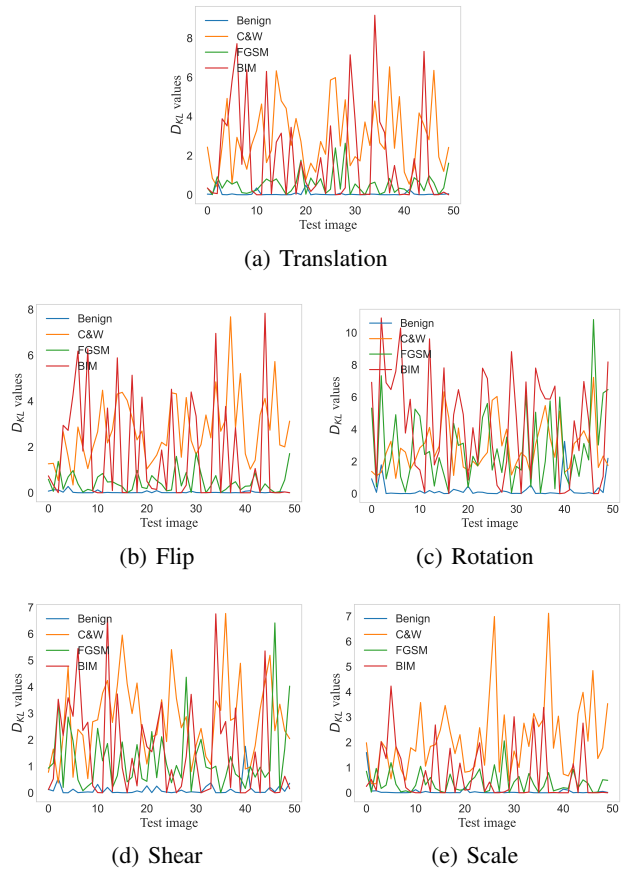 Benign
C&W
FGSM
BIM
D_KL values
8
6
4
2
0
0 10 20 30 40 50
Test image
(a) Translation
Benign
C&W
FGSM
BIM
D_KL values
8
6
4
2
0
0 10 20 30 40 50
Test image
(b) Flip
Benign
C&W
FGSM
BIM
D_KL values
10
8
6
4
2
0
0 10 20 30 40 50
Test image
(c) Rotation
Benign
C&W
FGSM
BIM
D_KL values
7
6
5
4
3
2
1
0
0 10 20 30 40 50
Test image
(d) Shear
Benign
C&W
FGSM
BIM
D_KL values
7
6
5
4
3
2
1
0
0 10 20 30 40 50
Test image
(e) Scale